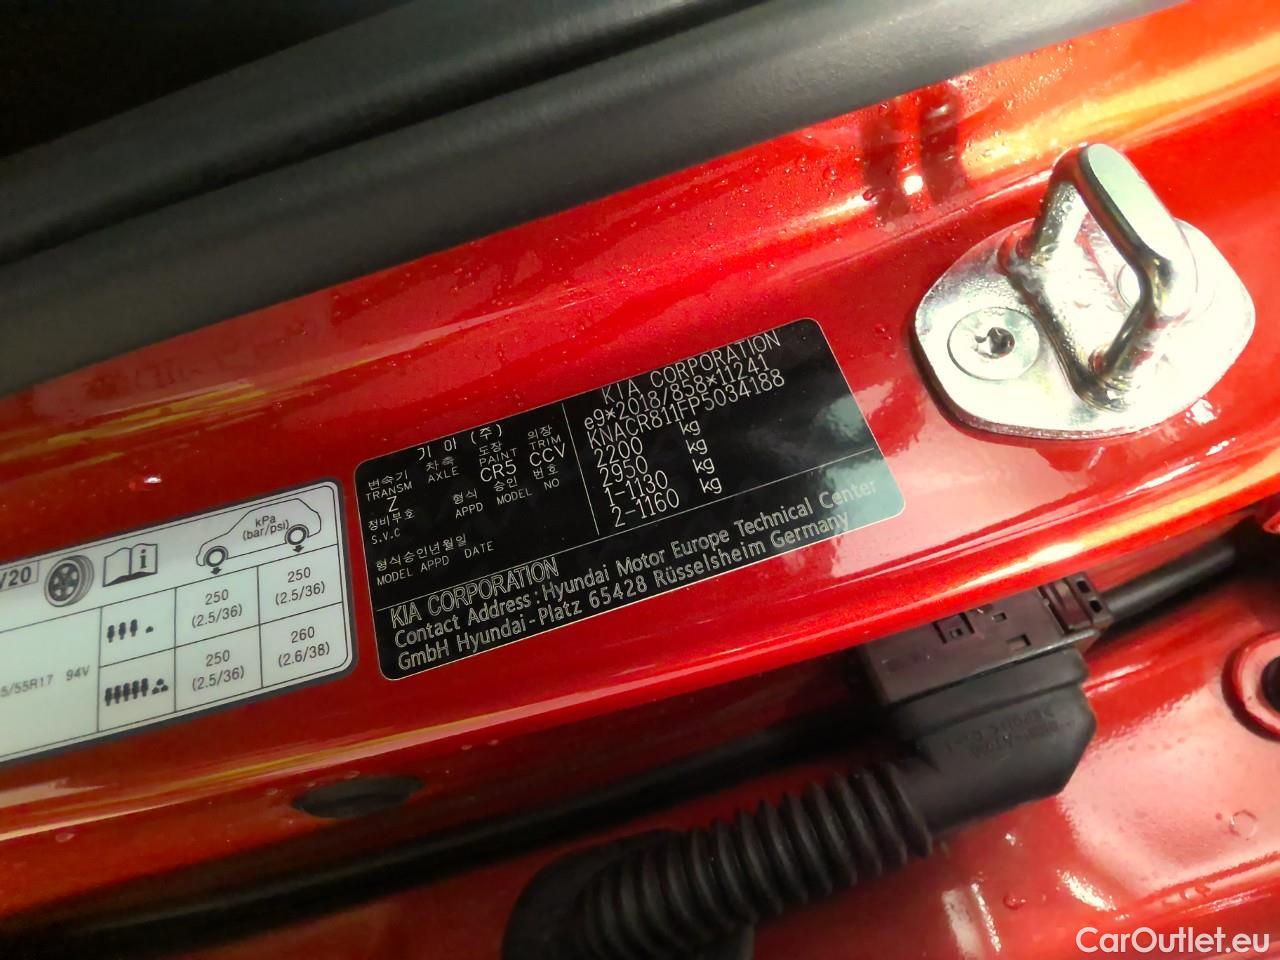 /20
kPa
(bar/psi)
250
(2.5/36)
250
(2.5/36)
5/55R17 94V
250
(2.5/36)
260
(2.6/38)
기아(주)
변속기 차축 도장 의장
TRANSM AXLE PAINT TRIM
Z CR5 CCV
정비부호 형식 승인 번호
S.V.C APPD MODEL NO
형식승인년월일
MODEL APPD DATE
KIA CORPORATION
e9*2018/858*11241
KNACR811FP5034188
2200 kg
2950 kg
1-1130 kg
2-1160 kg
KIA CORPORATION
Contact Address : Hyundai Motor Europe Technical Center
GmbH Hyundai-Platz 65428 Rüsselsheim Germany
CarOutlet.eu